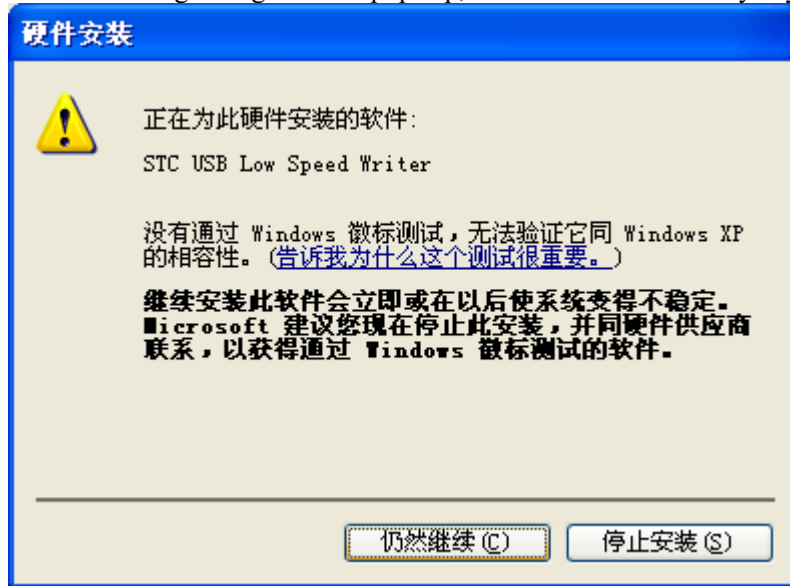 硬件安装
正在为此硬件安装的软件:
STC USB Low Speed Writer
没有通过 Windows 徽标测试，无法验证它同 Windows XP
的相容性。(告诉我为什么这个测试很重要。)
继续安装此软件会立即或在以后使系统变得不稳定。
Microsoft 建议您现在停止此安装，并同硬件供应商
联系，以获得通过 Windows 徽标测试的软件。
仍然继续(C)
停止安装(S)